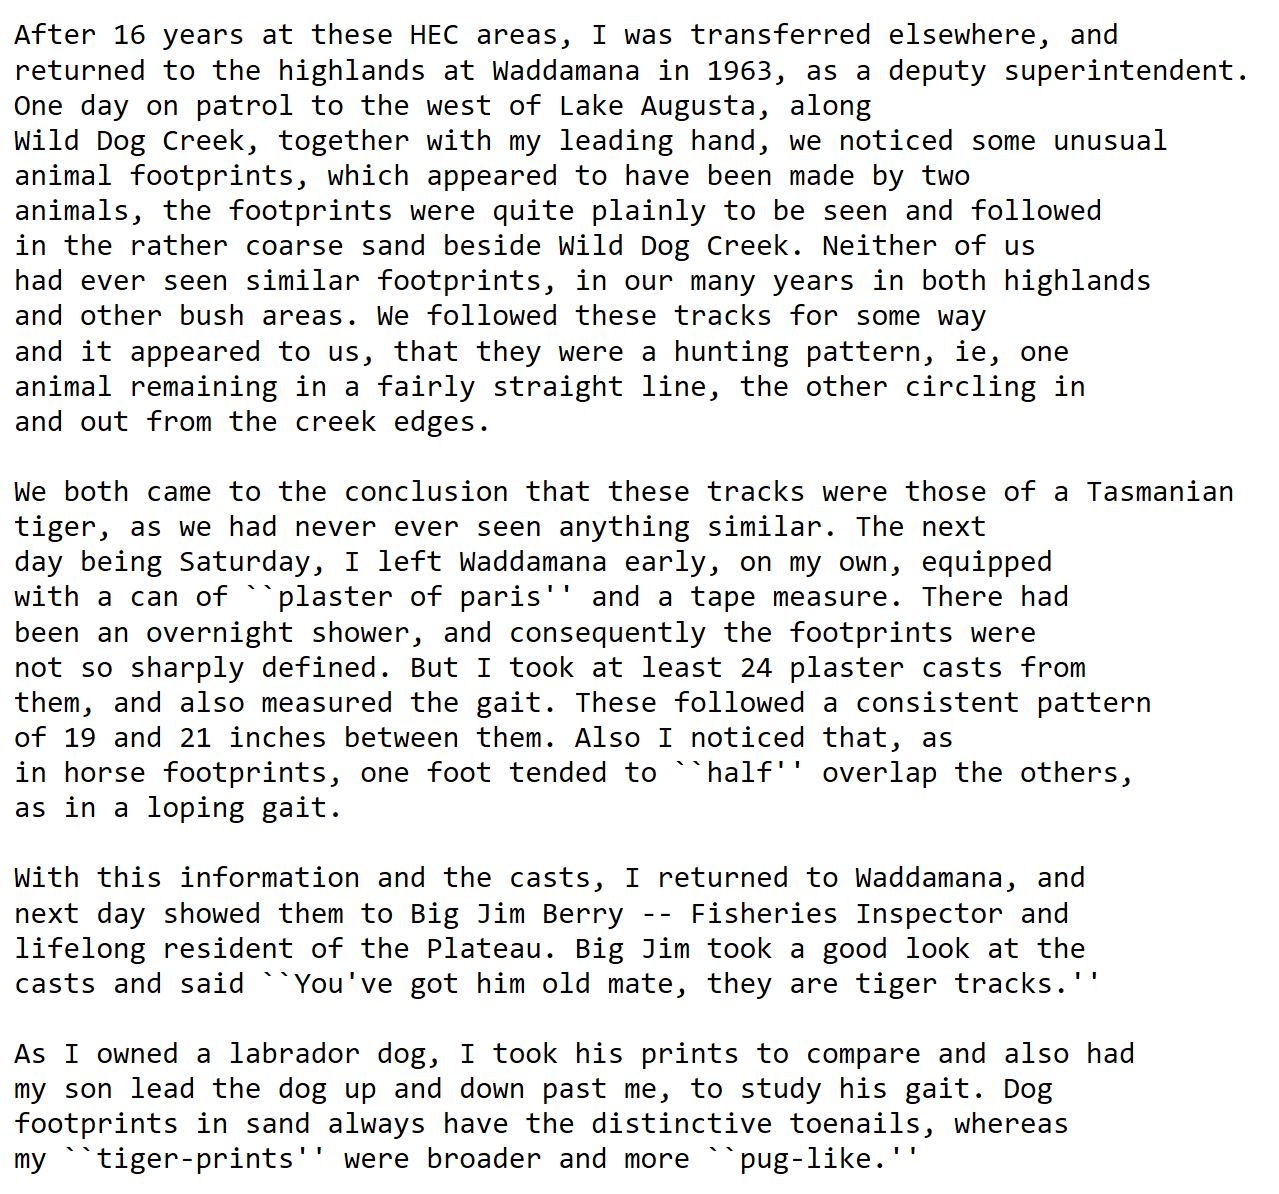 After 16 years at these HEC areas, I was transferred elsewhere, and
returned to the highlands at Waddamana in 1963, as a deputy superintendent.
One day on patrol to the west of Lake Augusta, along
Wild Dog Creek, together with my leading hand, we noticed some unusual
animal footprints, which appeared to have been made by two
animals, the footprints were quite plainly to be seen and followed
in the rather coarse sand beside Wild Dog Creek. Neither of us
had ever seen similar footprints, in our many years in both highlands
and other bush areas. We followed these tracks for some way
and it appeared to us, that they were a hunting pattern, ie, one
animal remaining in a fairly straight line, the other circling in
and out from the creek edges.

We both came to the conclusion that these tracks were those of a Tasmanian
tiger, as we had never ever seen anything similar. The next
day being Saturday, I left Waddamana early, on my own, equipped
with a can of ``plaster of paris'' and a tape measure. There had
been an overnight shower, and consequently the footprints were
not so sharply defined. But I took at least 24 plaster casts from
them, and also measured the gait. These followed a consistent pattern
of 19 and 21 inches between them. Also I noticed that, as
in horse footprints, one foot tended to ``half'' overlap the others,
as in a loping gait.

With this information and the casts, I returned to Waddamana, and
next day showed them to Big Jim Berry -- Fisheries Inspector and
lifelong resident of the Plateau. Big Jim took a good look at the
casts and said ``You've got him old mate, they are tiger tracks.''

As I owned a labrador dog, I took his prints to compare and also had
my son lead the dog up and down past me, to study his gait. Dog
footprints in sand always have the distinctive toenails, whereas
my ``tiger-prints'' were broader and more ``pug-like.''